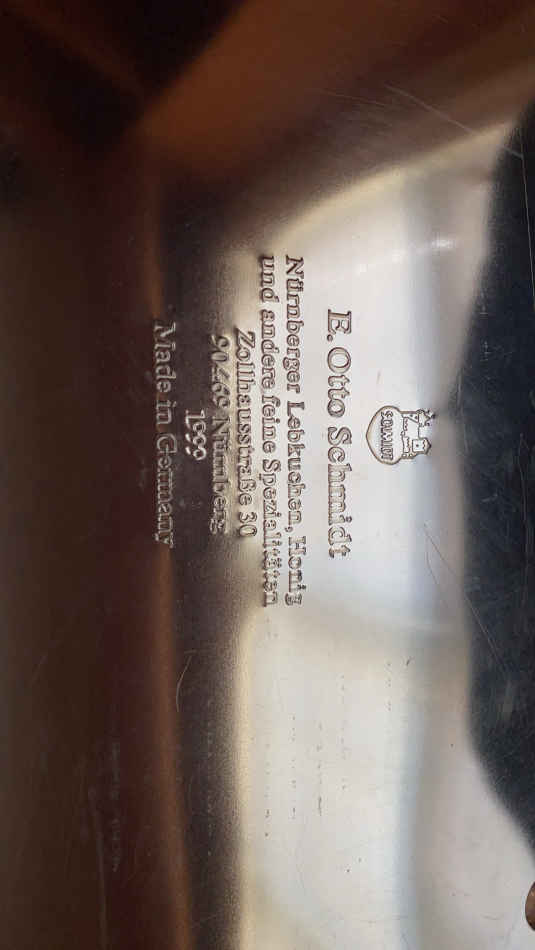 SCHMIDT
E. Otto Schmidt
Nürnberger Lebkuchen, Honig
und andere feine Spezialitäten
Zollhausstraße 30
90469 Nürnberg
1999
Made in Germany